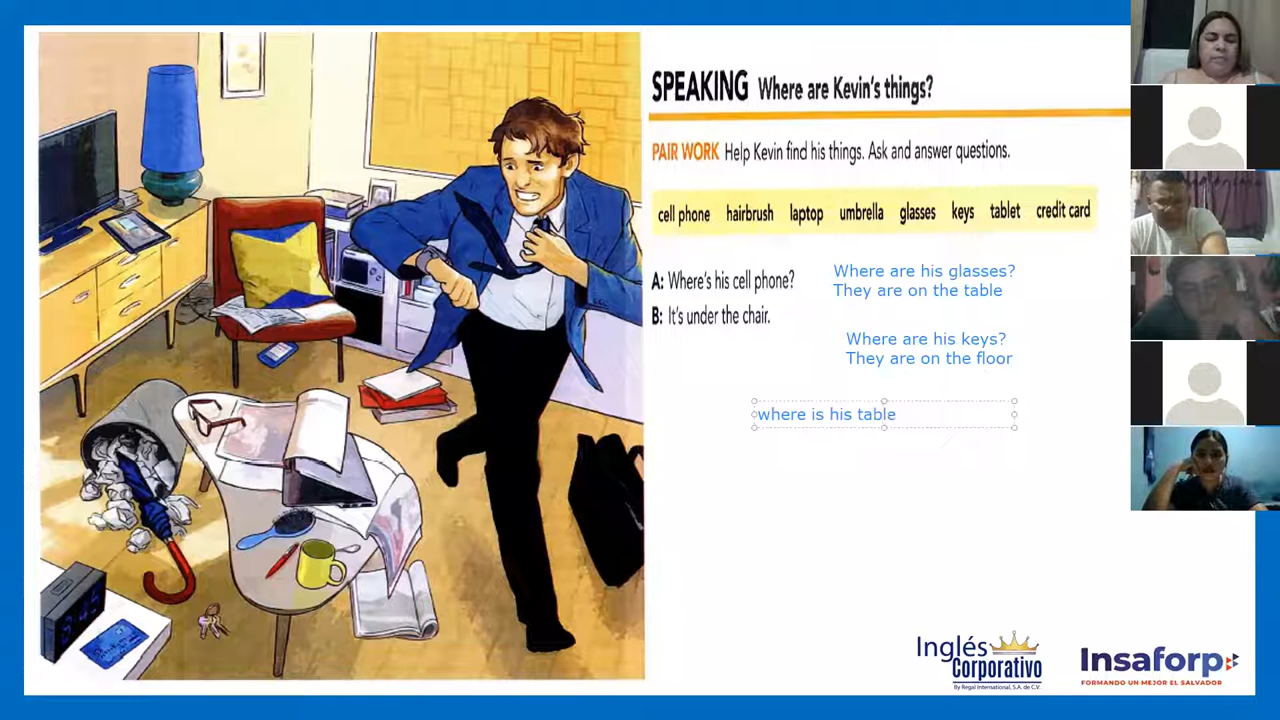 SPEAKING Where are Kevin's things?
PAIR WORK Help Kevin find his things. Ask and answer questions.
cell phone hairbrush laptop umbrella glasses keys tablet credit card
A: Where's his cell phone?
B: It's under the chair.
Where are his glasses?
They are on the table
Where are his keys?
They are on the floor
where is his table
Inglés
Corporativo
By Regal International, S.A. de C.V.
Insaforp
FORMANDO UN MEJOR EL SALVADOR